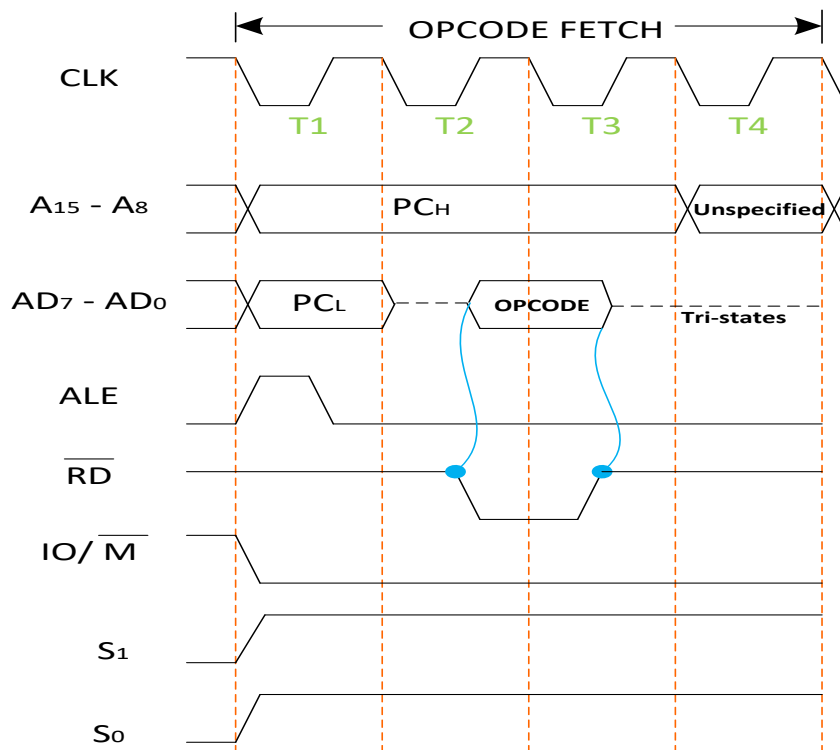 OPCODE FETCH
CLK
T1 T2 T3 T4
A15 - A8 PCH Unspecified
AD7 - AD0 PCL OPCODE Tri-states
ALE
R̅D̅
IO/M̅
S1
S0